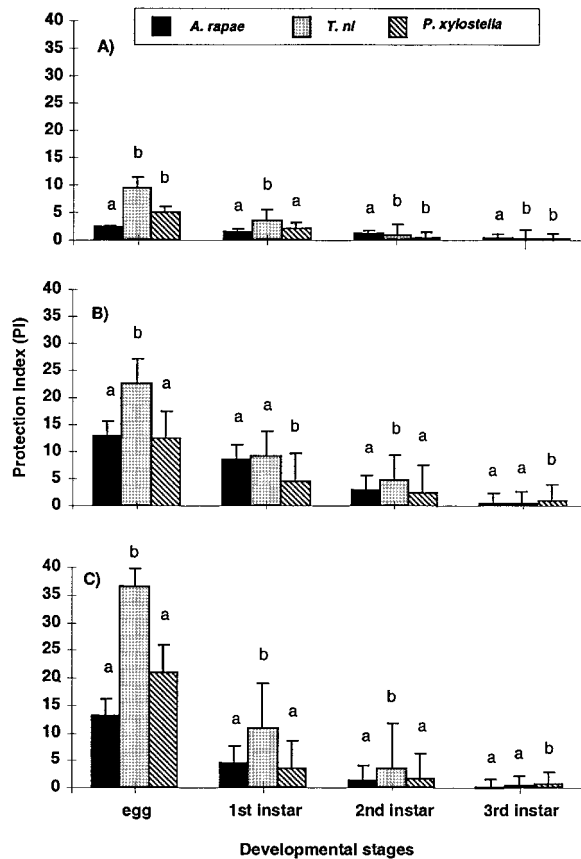 A. rapae T. ni P. xylostella
A)
40
35
30
25
20
15
10
5
0
a b b a b a a b b a b b
B)
40
35
30
25
20
15
10
5
0
a b a a a b a b a a a b
C)
40
35
30
25
20
15
10
5
0
a b a a b a a b a a a b
Protection Index (PI)
egg 1st instar 2nd instar 3rd instar
Developmental stages